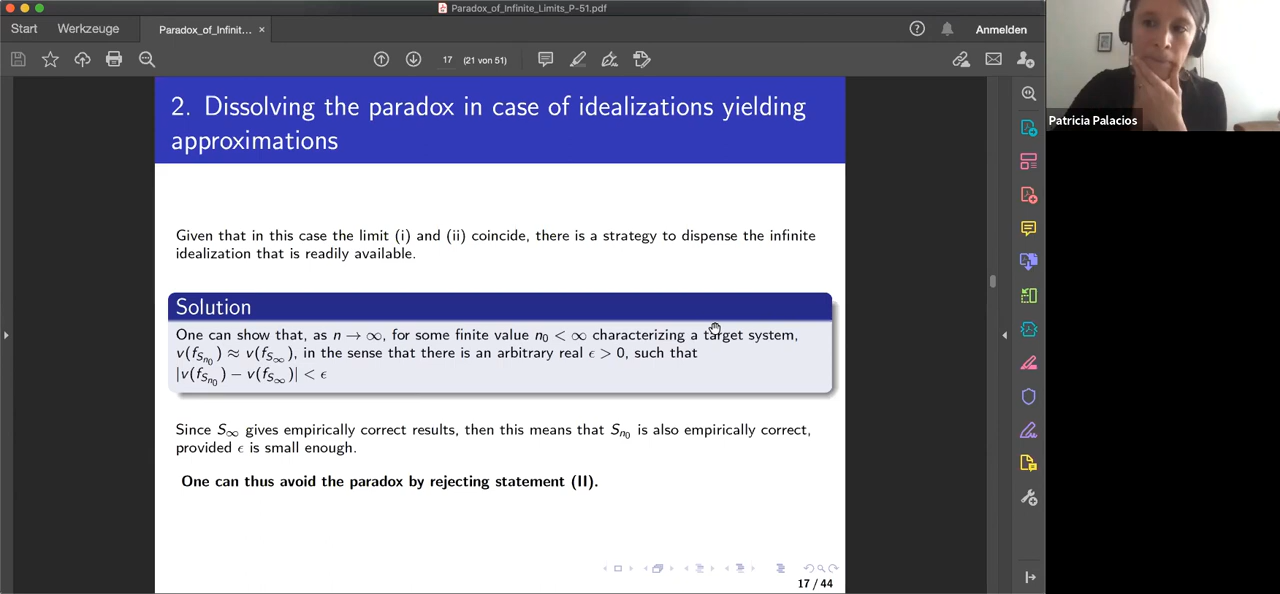 Paradox_of_Infinite_Limits_P-51.pdf
Start Werkzeuge Paradox_of_Infinit... × Anmelden
17 (21 von 51)
Patricia Palacios
2. Dissolving the paradox in case of idealizations yielding
approximations
Given that in this case the limit (i) and (ii) coincide, there is a strategy to dispense the infinite
idealization that is readily available.
Solution
One can show that, as n → ∞, for some finite value n₀ < ∞ characterizing a target system,
v(f_{S_{n₀}}) ≈ v(f_{S_∞}), in the sense that there is an arbitrary real ϵ > 0, such that
|v(f_{S_{n₀}}) − v(f_{S_∞})| < ϵ
Since S_∞ gives empirically correct results, then this means that S_{n₀} is also empirically correct,
provided ϵ is small enough.
One can thus avoid the paradox by rejecting statement (II).
17 / 44